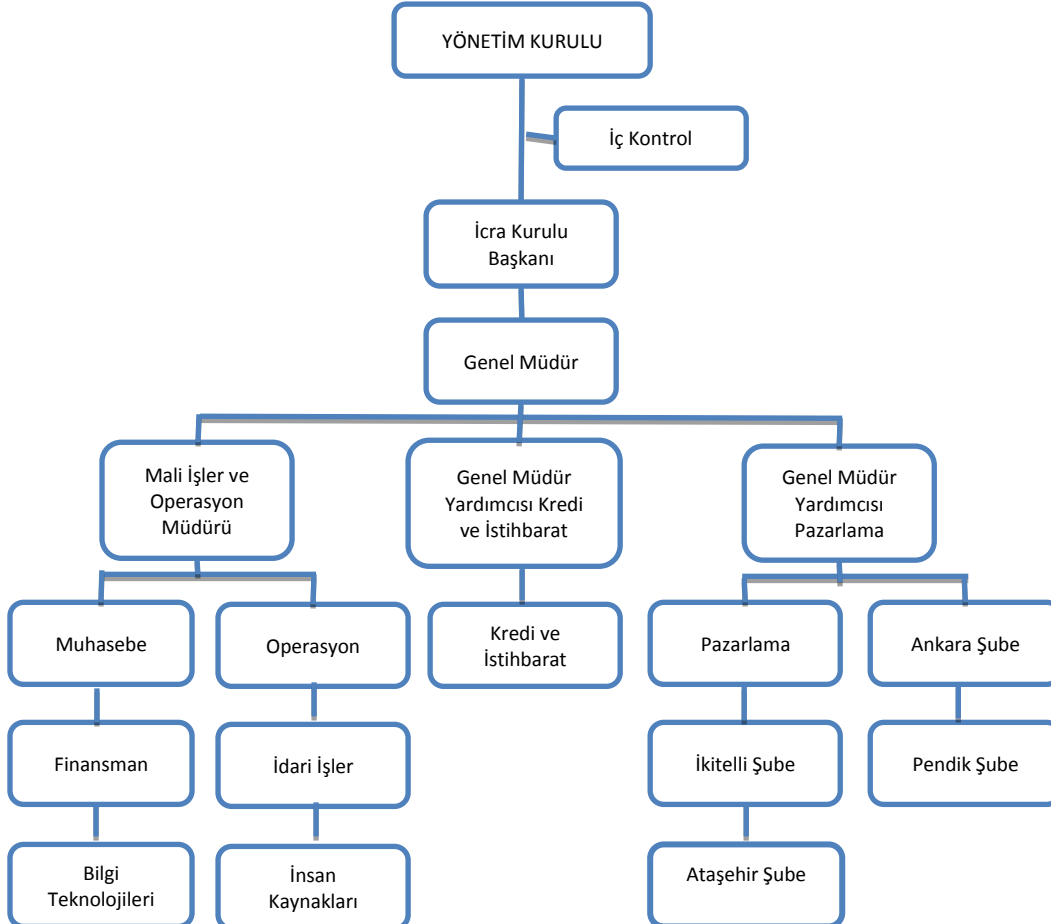 YÖNETİM KURULU
İç Kontrol
İcra Kurulu
Başkanı
Genel Müdür
Mali İşler ve
Operasyon
Müdürü
Genel Müdür
Yardımcısı Kredi
ve İstihbarat
Genel Müdür
Yardımcısı
Pazarlama
Muhasebe
Operasyon
Kredi ve
İstihbarat
Pazarlama
Ankara Şube
Finansman
İdari İşler
İkitelli Şube
Pendik Şube
Bilgi
Teknolojileri
İnsan
Kaynakları
Ataşehir Şube